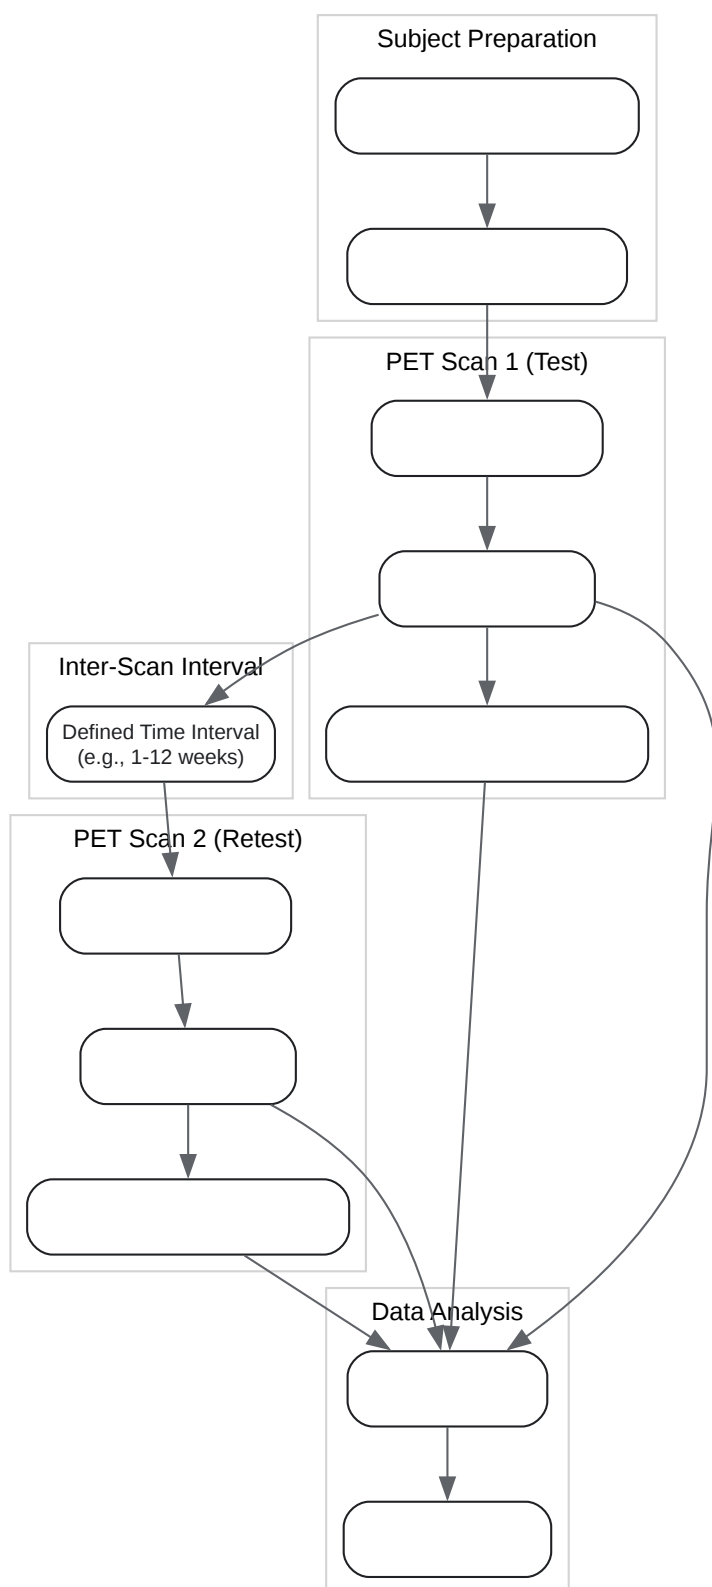 Subject Preparation
PET Scan 1 (Test)
Inter-Scan Interval
Defined Time Interval
(e.g., 1-12 weeks)
PET Scan 2 (Retest)
Data Analysis